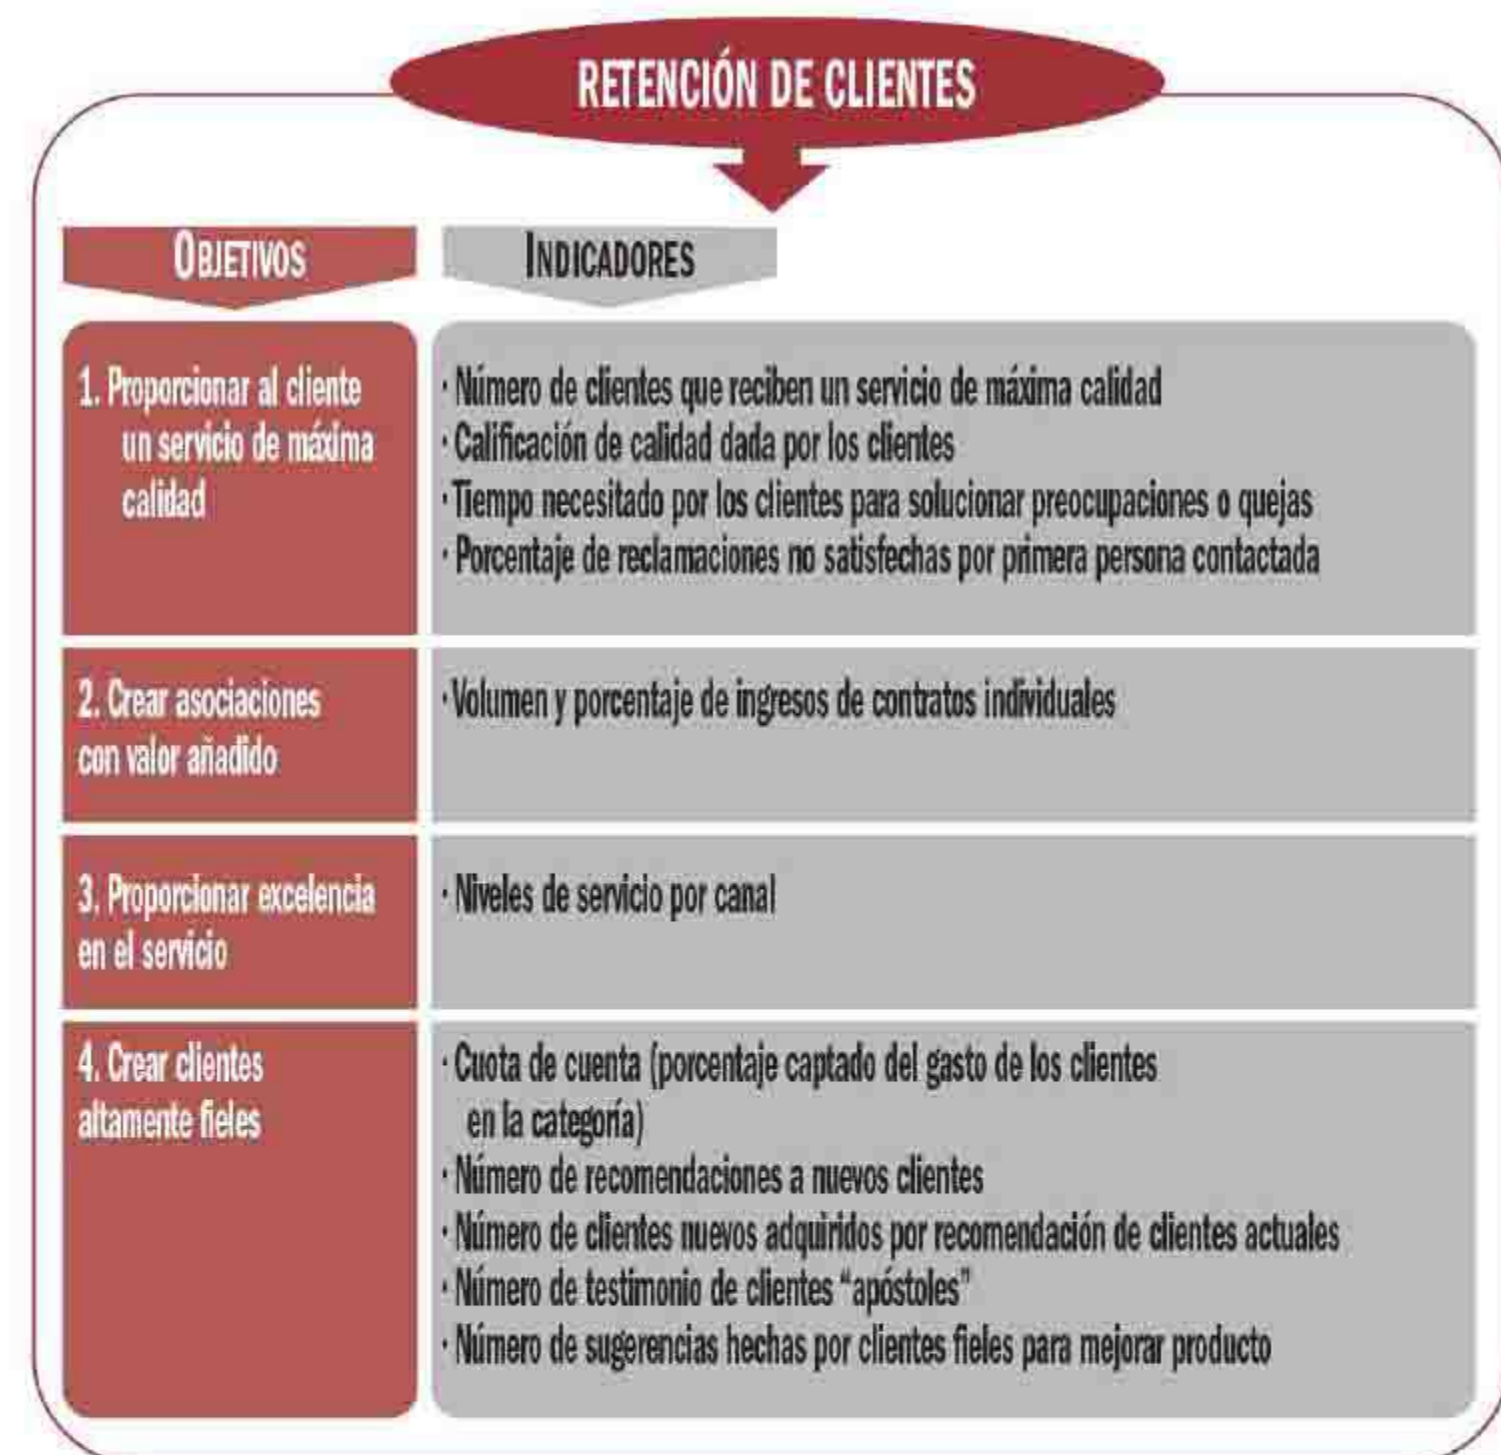 RETENCIÓN DE CLIENTES
OBJETIVOS
INDICADORES
1. Proporcionar al cliente
un servicio de máxima
calidad
· Número de clientes que reciben un servicio de máxima calidad
· Calificación de calidad dada por los clientes
· Tiempo necesitado por los clientes para solucionar preocupaciones o quejas
· Porcentaje de reclamaciones no satisfechas por primera persona contactada
2. Crear asociaciones
con valor añadido
· Volumen y porcentaje de ingresos de contratos individuales
3. Proporcionar excelencia
en el servicio
· Niveles de servicio por canal
4. Crear clientes
altamente fieles
· Cuota de cuenta (porcentaje captado del gasto de los clientes
en la categoría)
· Número de recomendaciones a nuevos clientes
· Número de clientes nuevos adquiridos por recomendación de clientes actuales
· Número de testimonio de clientes “apóstoles”
· Número de sugerencias hechas por clientes fieles para mejorar producto